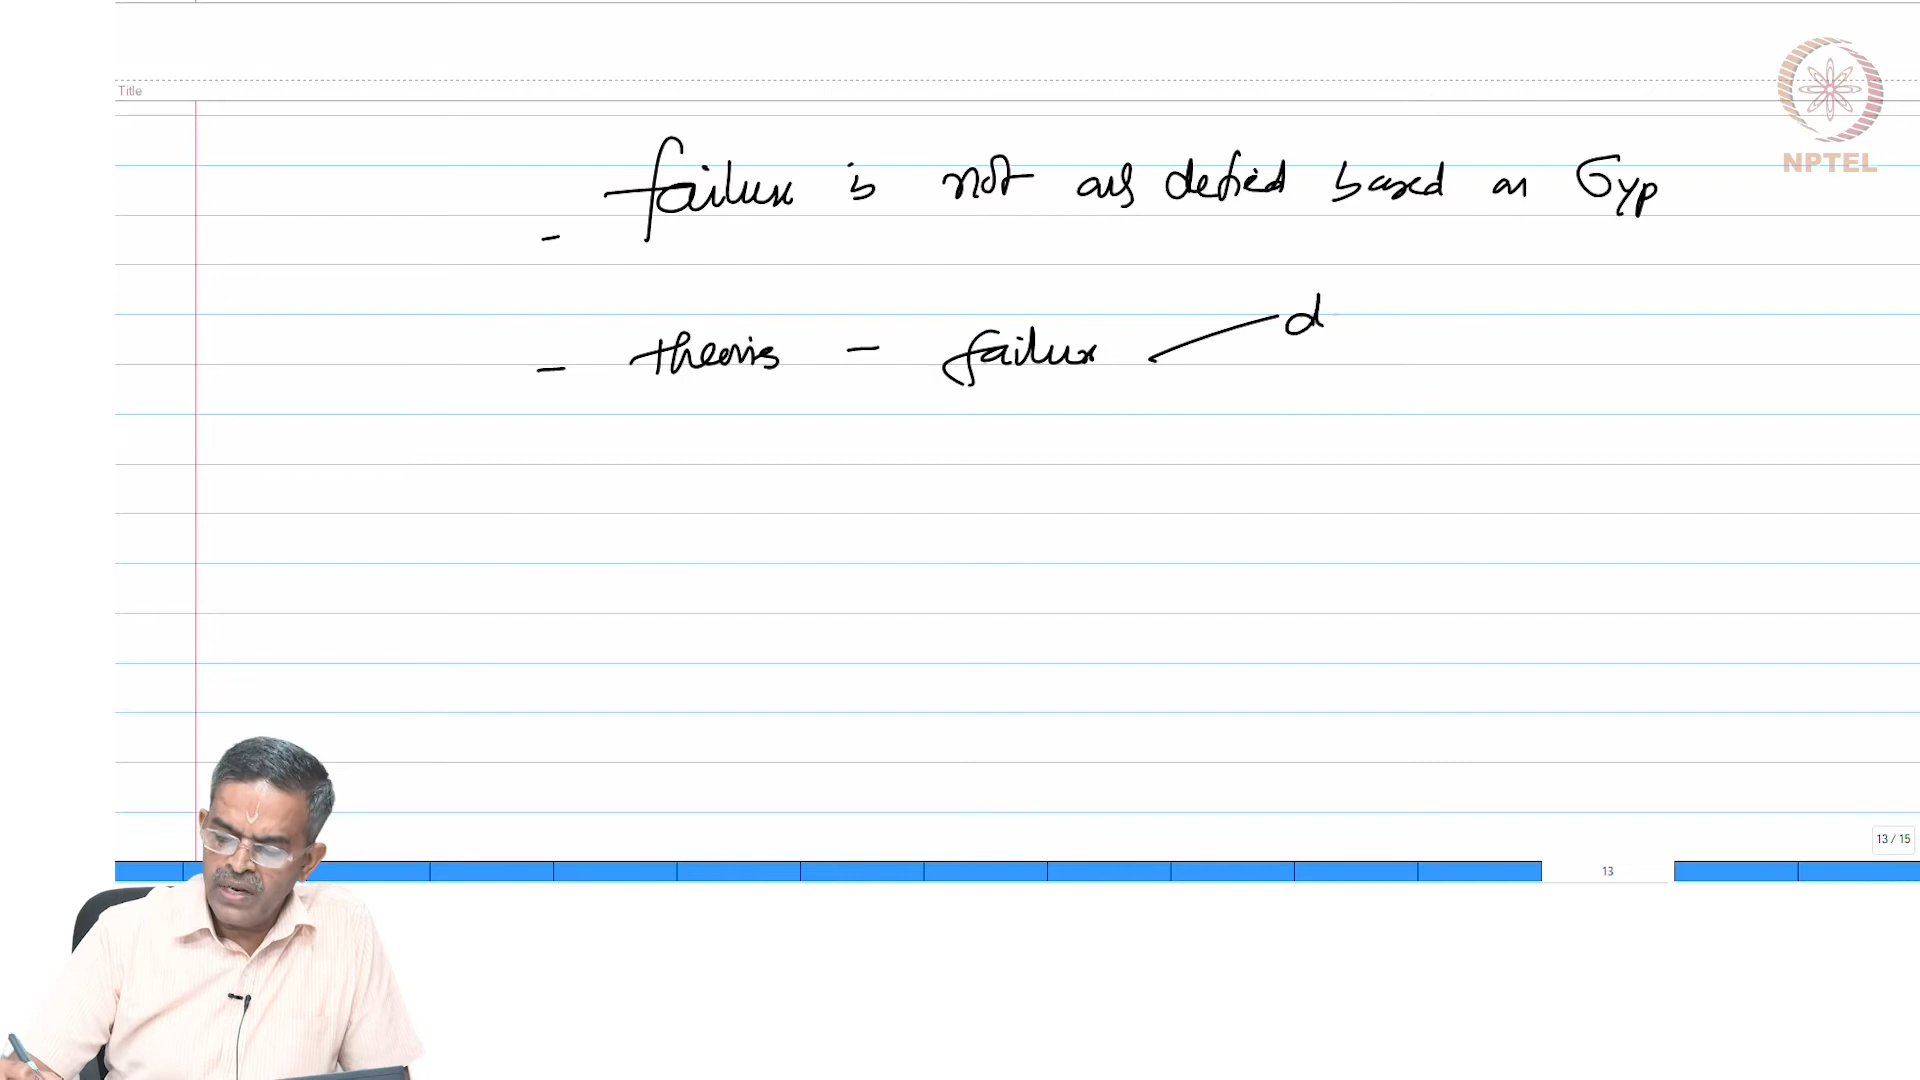 Title
NPTEL
- failure is not only defined based on σyp
- theories - failure d
13 / 15
13